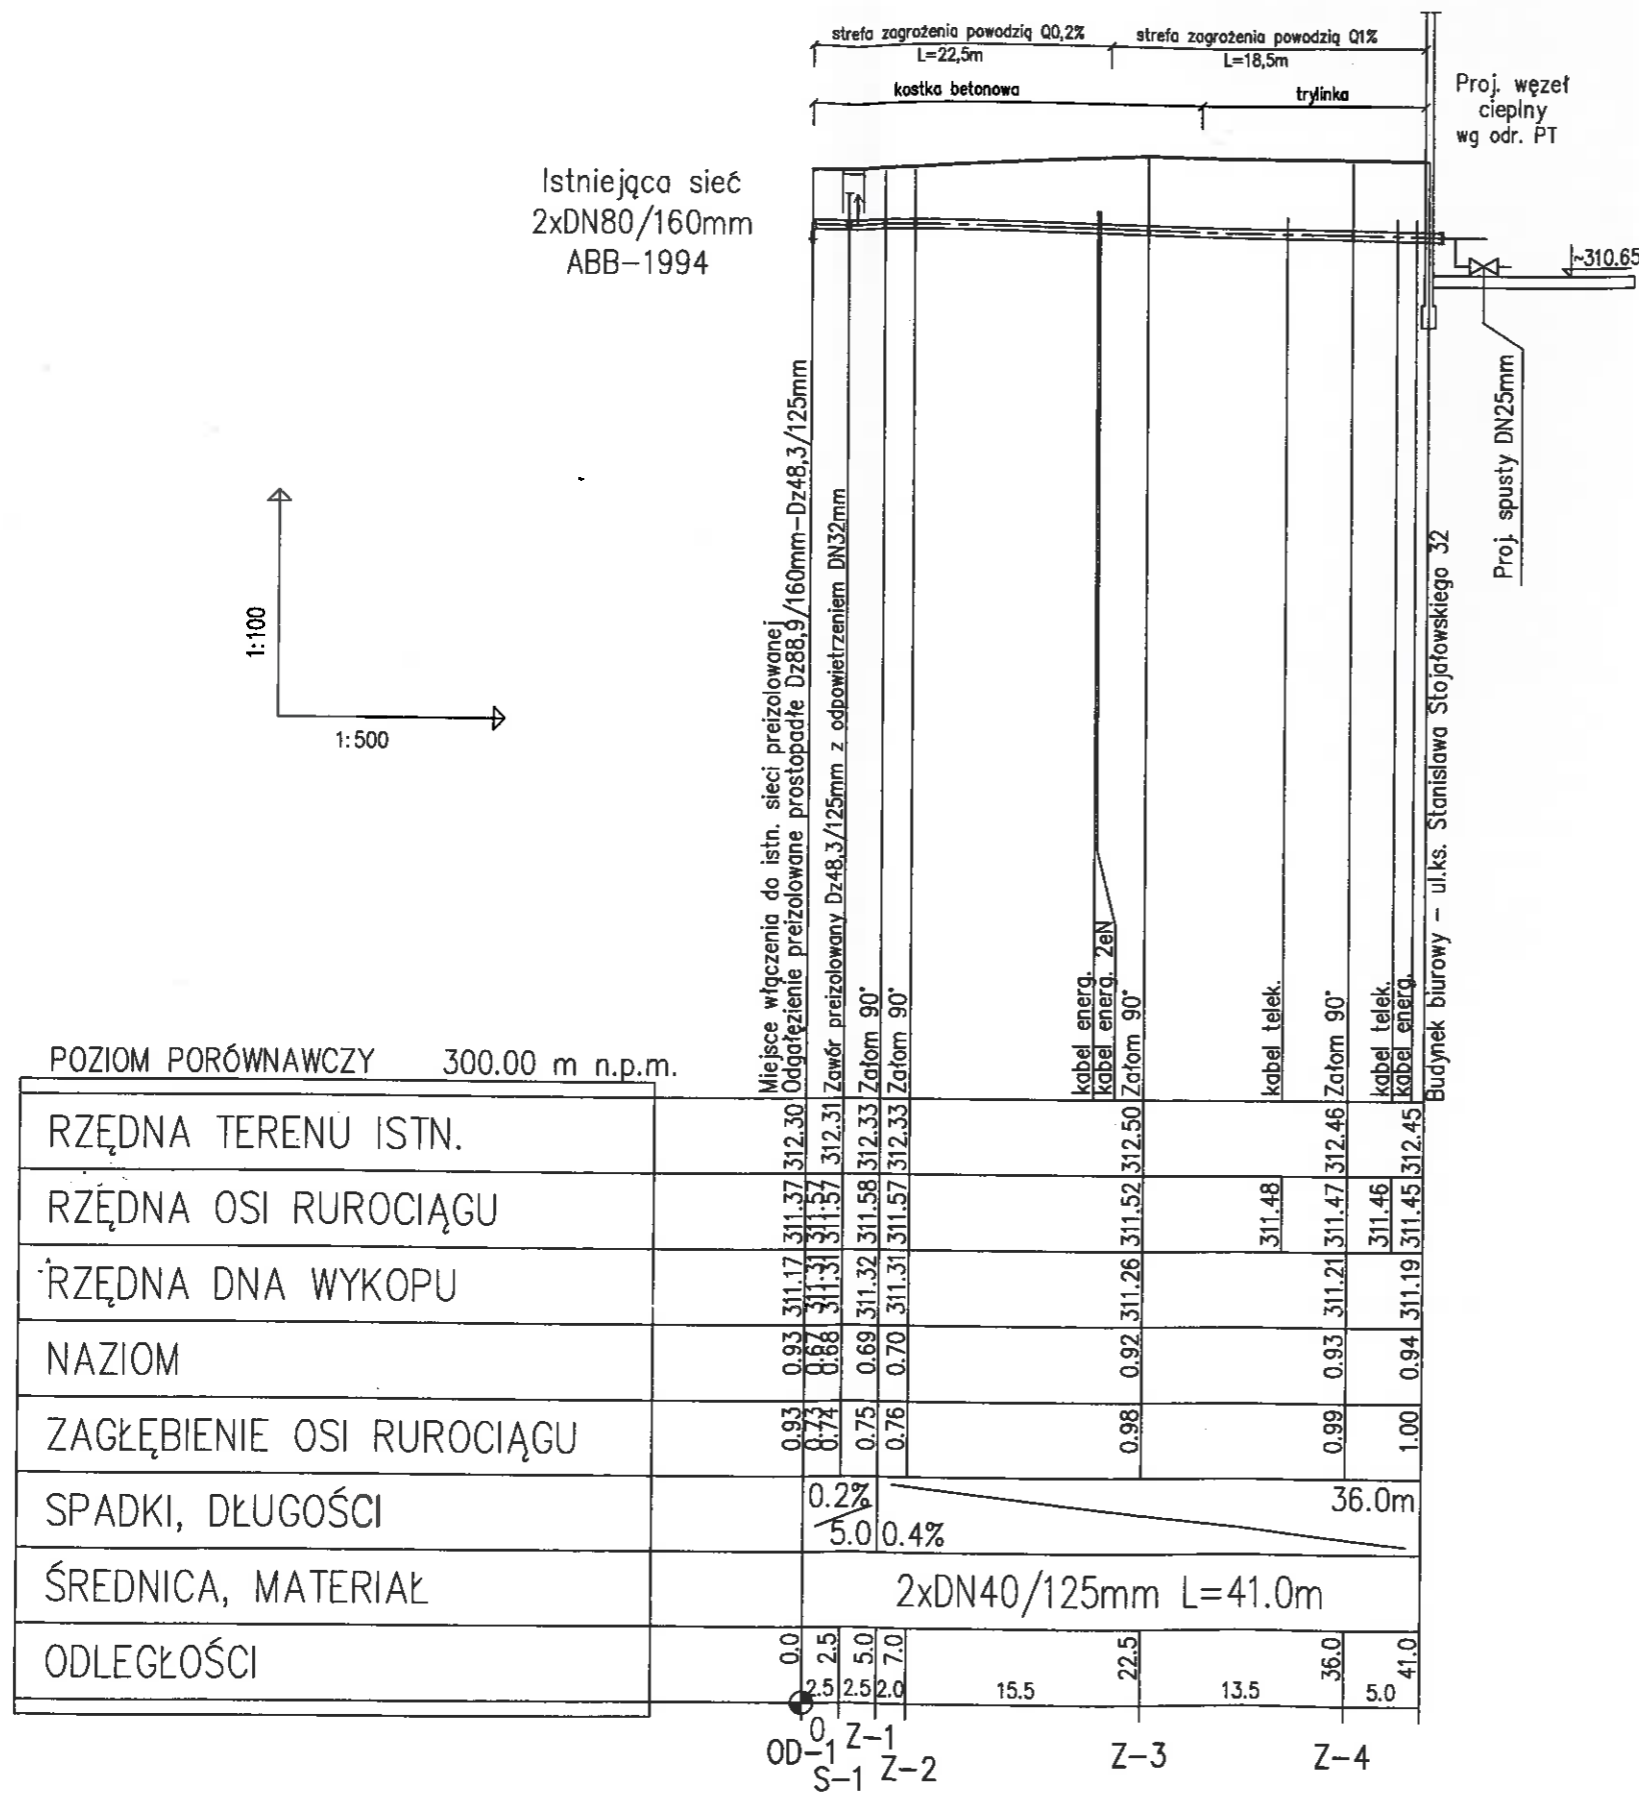 strefa zagrożenia powodzią Q0,2%
L=22,5m
strefa zagrożenia powodzią Q1%
L=18,5m
kostka betonowa
trylinka
Proj. węzeł
cieplny
wg odr. PT
Istniejąca sieć
2xDN80/160mm
ABB-1994
~310.65
Proj. spusty DN25mm
1:100
1:500
Miejsce włączenia do istn. sieci preizolowanej
Odgałęzienie preizolowane prostopadłe Dz88,9/160mm-Dz48,3/125mm
Zawór preizolowany Dz48,3/125mm z odpowietrzeniem DN32mm
Załom 90°
Załom 90°
kabel energ.
kabel energ. 2eN
Załom 90°
kabel telek.
Załom 90°
kabel telek.
kabel energ.
Budynek biurowy - ul.ks. Stanisława Stojałowskiego 32
POZIOM PORÓWNAWCZY 300.00 m n.p.m.
RZĘDNA TERENU ISTN.
312.30 312.31 312.33 312.33 312.50 312.46 312.45
RZĘDNA OSI RUROCIĄGU
311.37 311.57 311.57 311.58 311.57 311.52 311.48 311.47 311.46 311.45
RZĘDNA DNA WYKOPU
311.17 311.31 311.31 311.32 311.31 311.26 311.21 311.19
NAZIOM
0.93 0.67 0.68 0.69 0.70 0.92 0.93 0.94
ZAGŁĘBIENIE OSI RUROCIĄGU
0.93 0.73 0.74 0.75 0.76 0.98 0.99 1.00
SPADKI, DŁUGOŚCI
0.2%
5.0
0.4%
36.0m
ŚREDNICA, MATERIAŁ
2xDN40/125mm L=41.0m
ODLEGŁOŚCI
0.0 2.5 5.0 7.0 22.5 36.0 41.0
2.5 2.5 2.0 15.5 13.5 5.0
0
OD-1
S-1
Z-1
Z-2
Z-3
Z-4